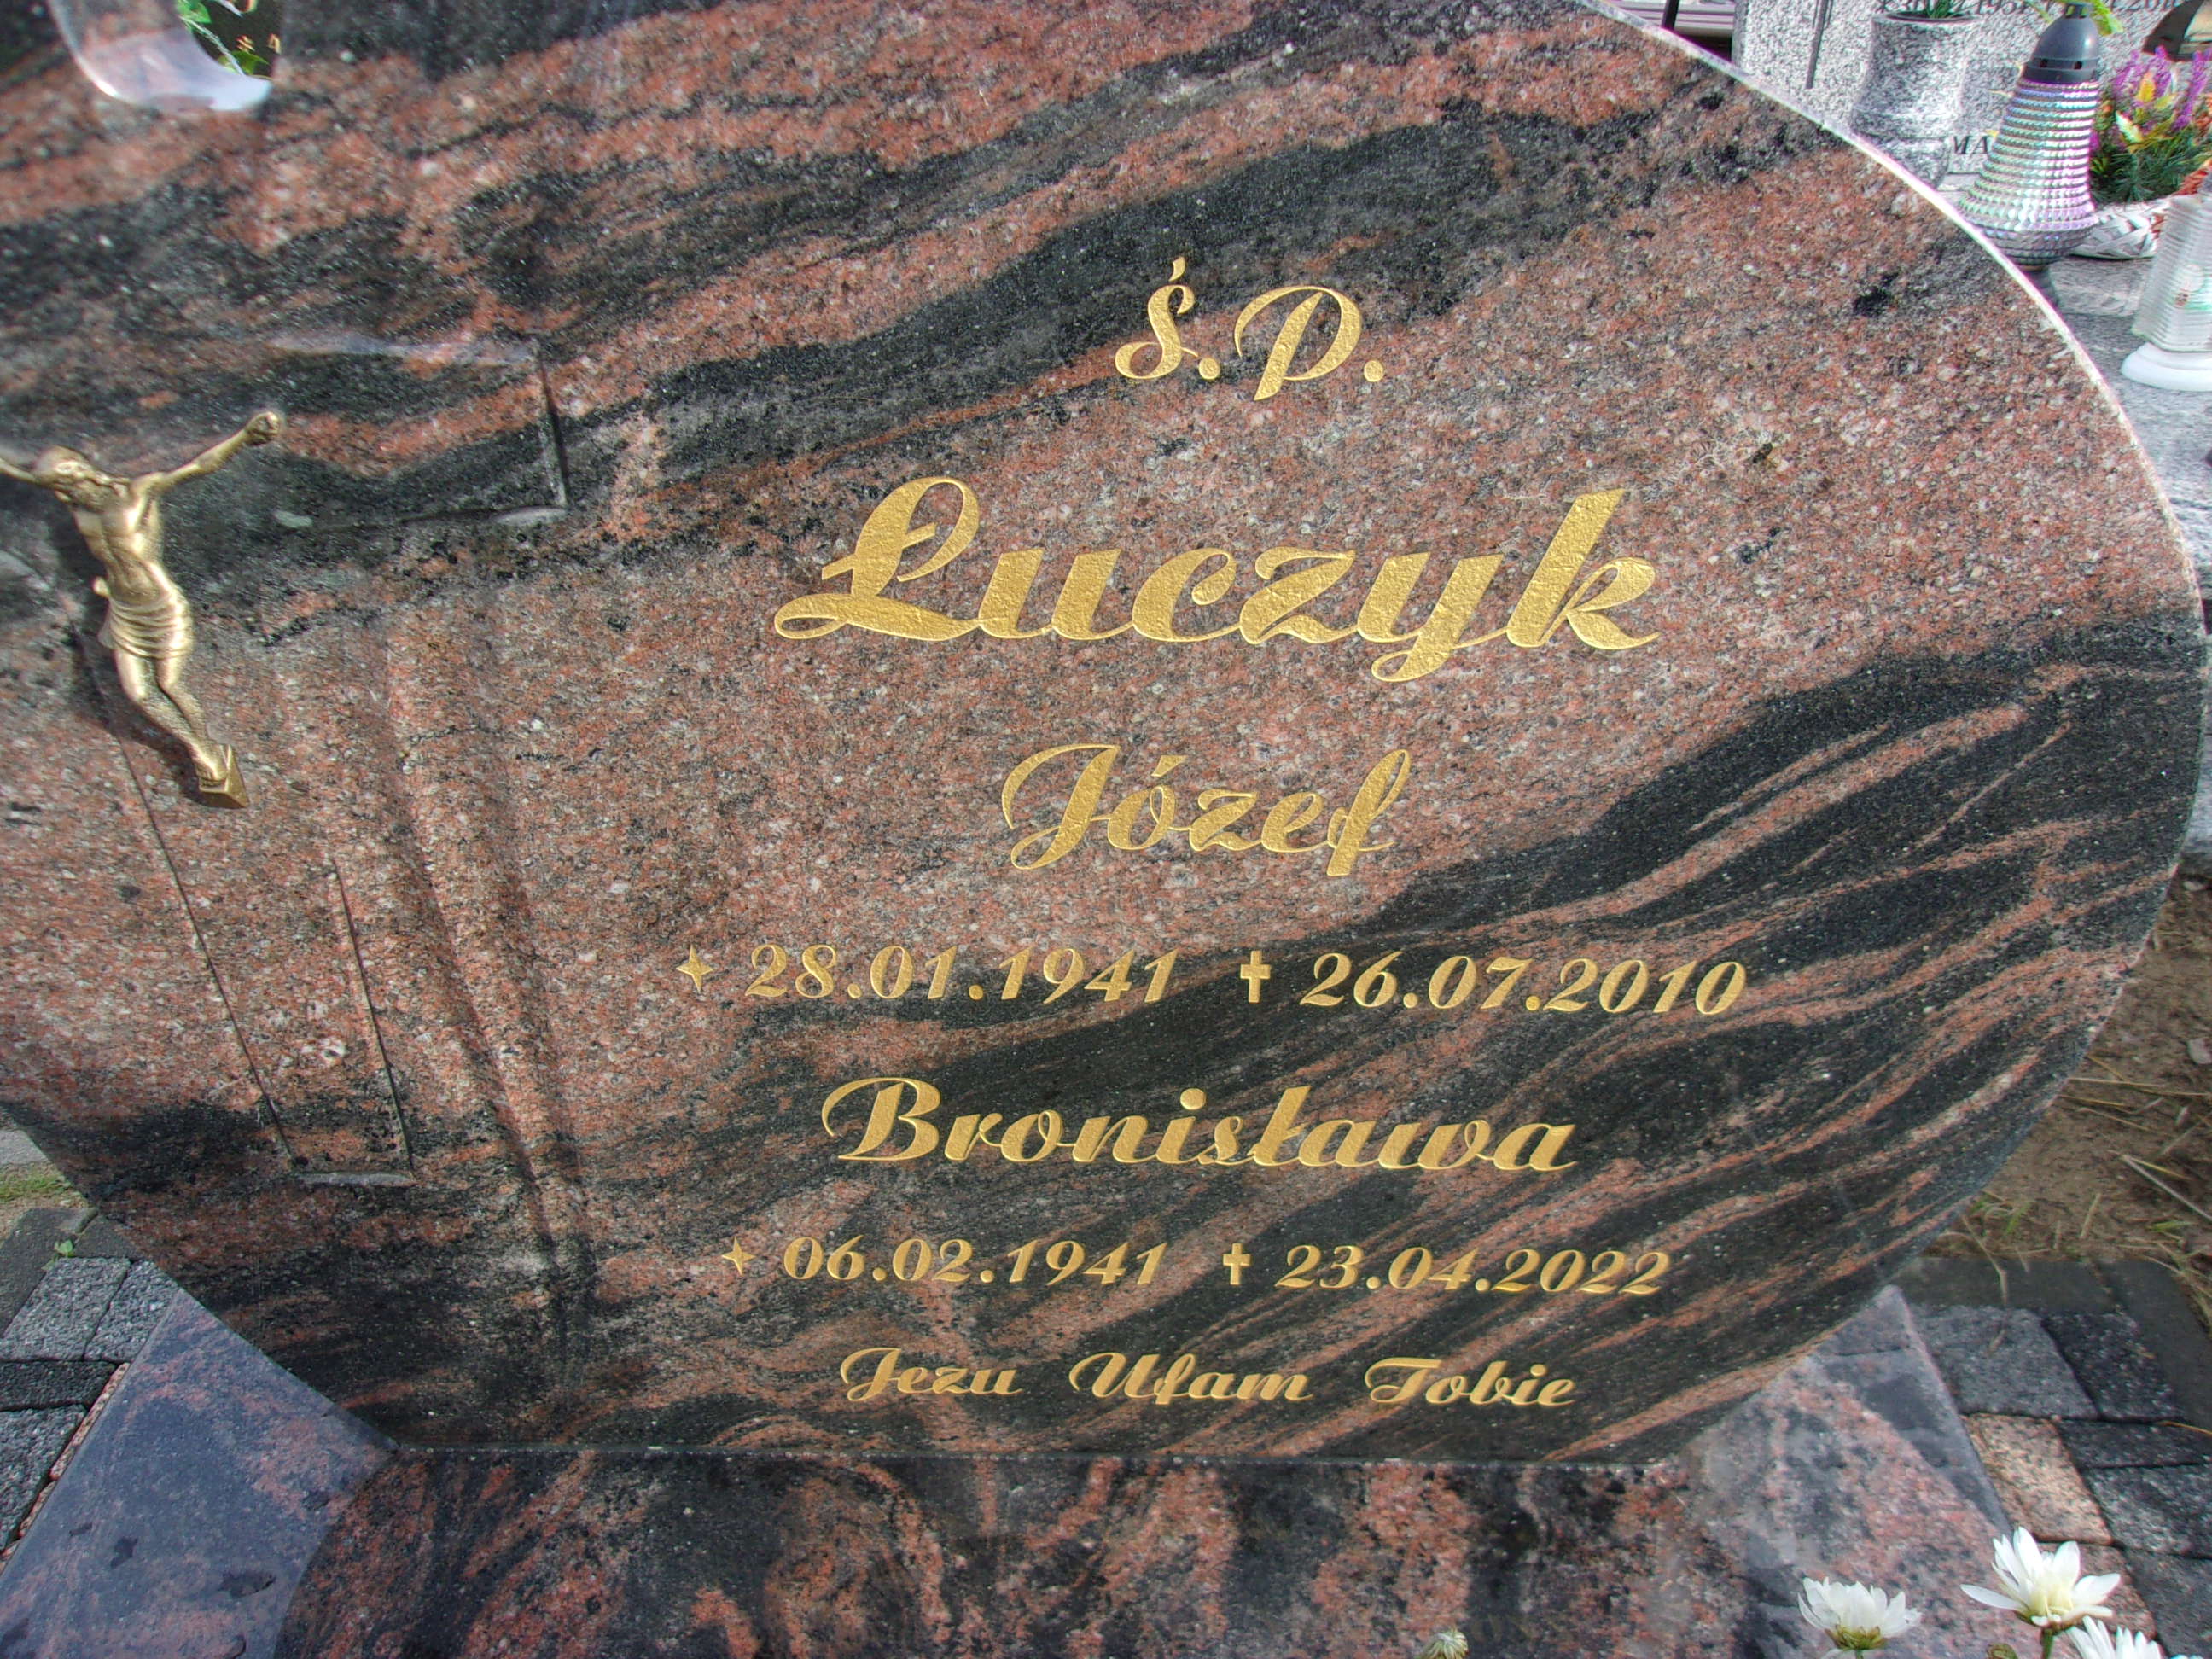 Ś.P.
Łuczyk
Józef
✦ 28.01.1941 ✝ 26.07.2010
Bronisława
✦ 06.02.1941 ✝ 23.04.2022
Jezu Ufam Tobie